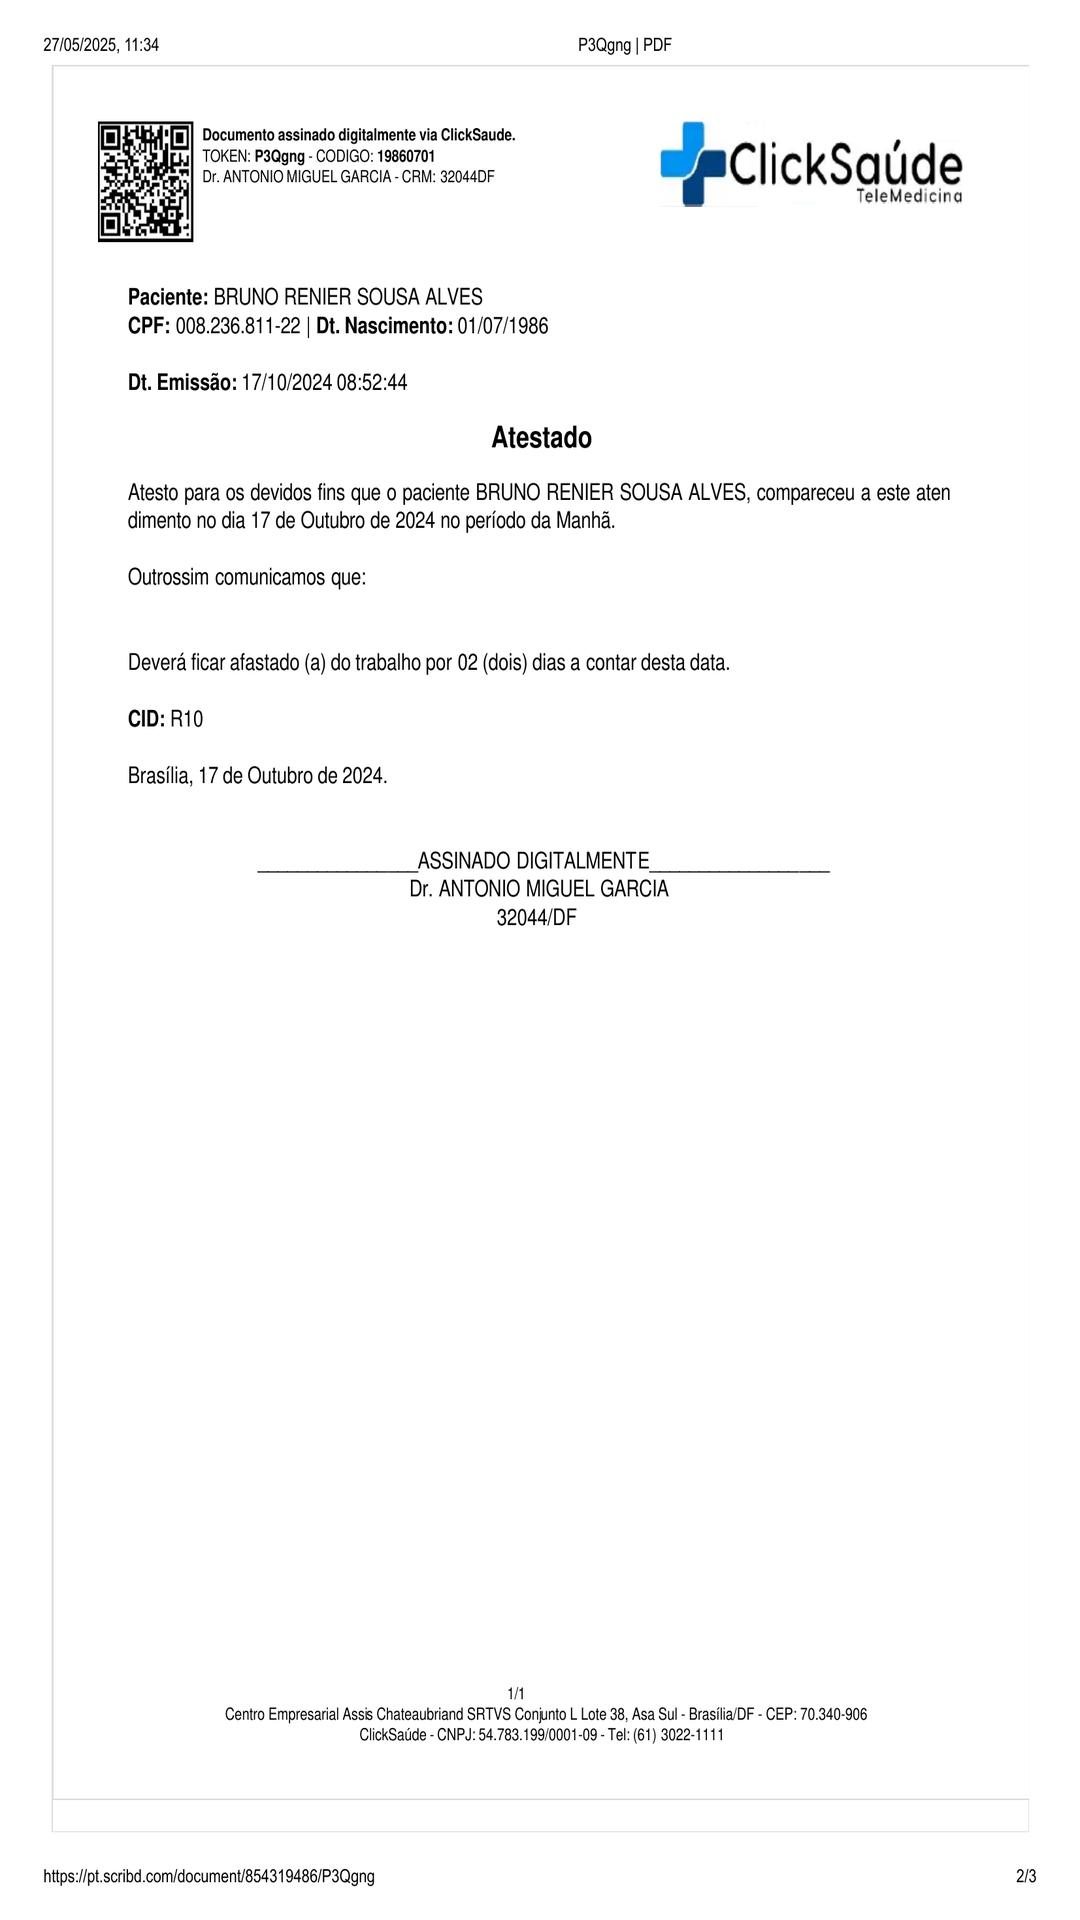 27/05/2025, 11:34 P3Qgng | PDF
Documento assinado digitalmente via ClickSaude.
TOKEN: P3Qgng - CODIGO: 19860701
Dr. ANTONIO MIGUEL GARCIA - CRM: 32044DF
ClickSaúde
TeleMedicina
Paciente: BRUNO RENIER SOUSA ALVES
CPF: 008.236.811-22 | Dt. Nascimento: 01/07/1986
Dt. Emissão: 17/10/2024 08:52:44
Atestado
Atesto para os devidos fins que o paciente BRUNO RENIER SOUSA ALVES, compareceu a este aten
dimento no dia 17 de Outubro de 2024 no período da Manhã.
Outrossim comunicamos que:
Deverá ficar afastado (a) do trabalho por 02 (dois) dias a contar desta data.
CID: R10
Brasília, 17 de Outubro de 2024.
________________ASSINADO DIGITALMENTE__________________
Dr. ANTONIO MIGUEL GARCIA
32044/DF
1/1
Centro Empresarial Assis Chateaubriand SRTVS Conjunto L Lote 38, Asa Sul - Brasília/DF - CEP: 70.340-906
ClickSaúde - CNPJ: 54.783.199/0001-09 - Tel: (61) 3022-1111
https://pt.scribd.com/document/854319486/P3Qgng 2/3